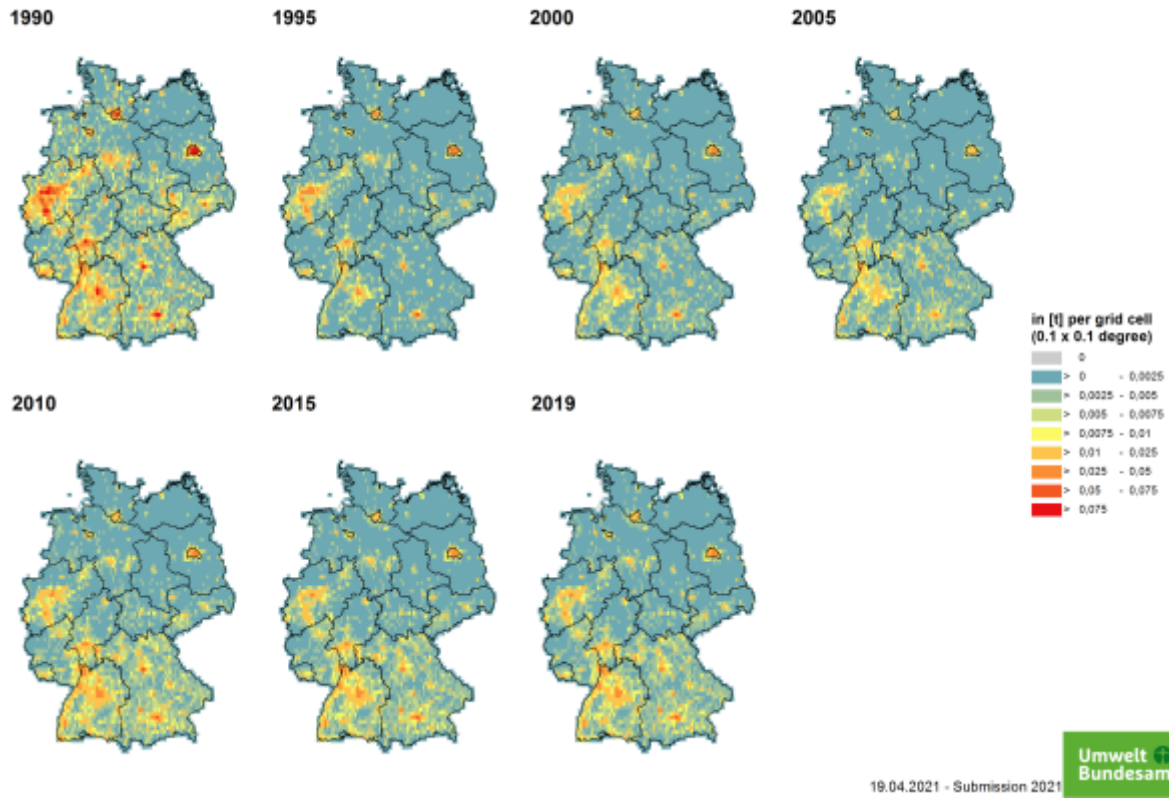 1990
1995
2000
2005
in [t] per grid cell
(0.1 x 0.1 degree)
0
> 0 - 0,0025
> 0,0025 - 0,005
> 0,005 - 0,0075
> 0,0075 - 0,01
> 0,01 - 0,025
> 0,025 - 0,05
> 0,05 - 0,075
> 0,075
2010
2015
2019
19.04.2021 - Submission 2021
Umwelt
Bundesam